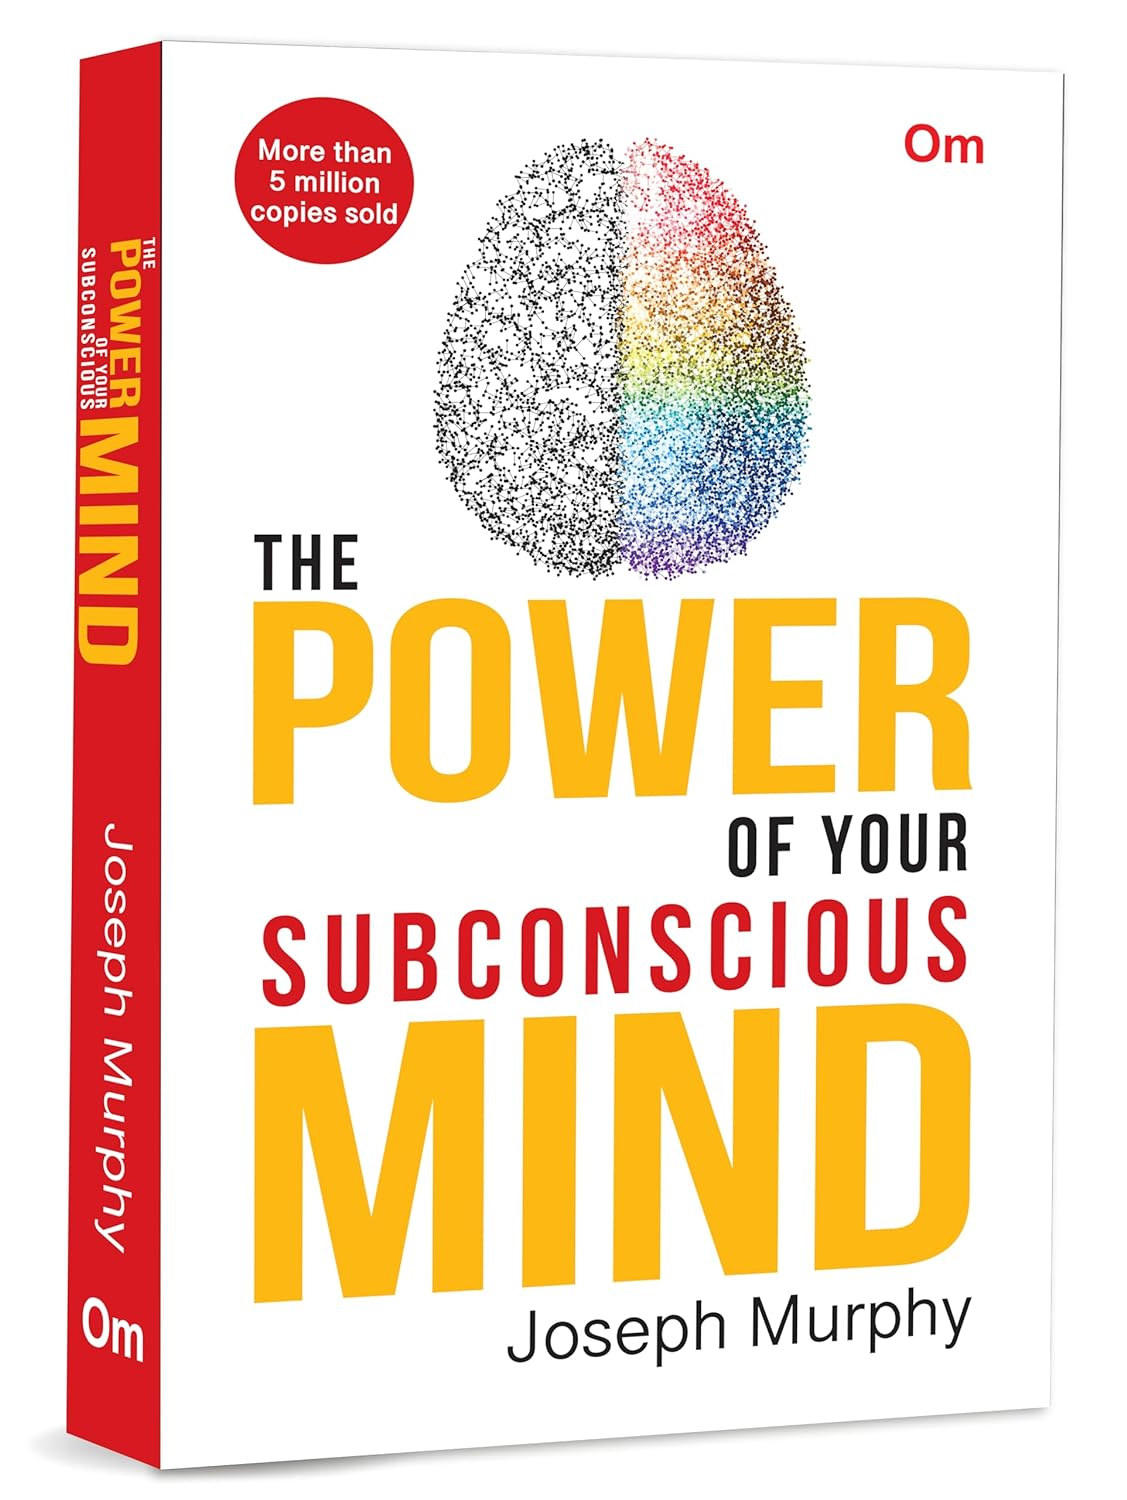 THE
POWER
OF YOUR
SUBCONSCIOUS
MIND
Joseph Murphy
Om
More than
5 million
copies sold
Om
THE
POWER
OF YOUR
SUBCONSCIOUS
MIND
Joseph Murphy